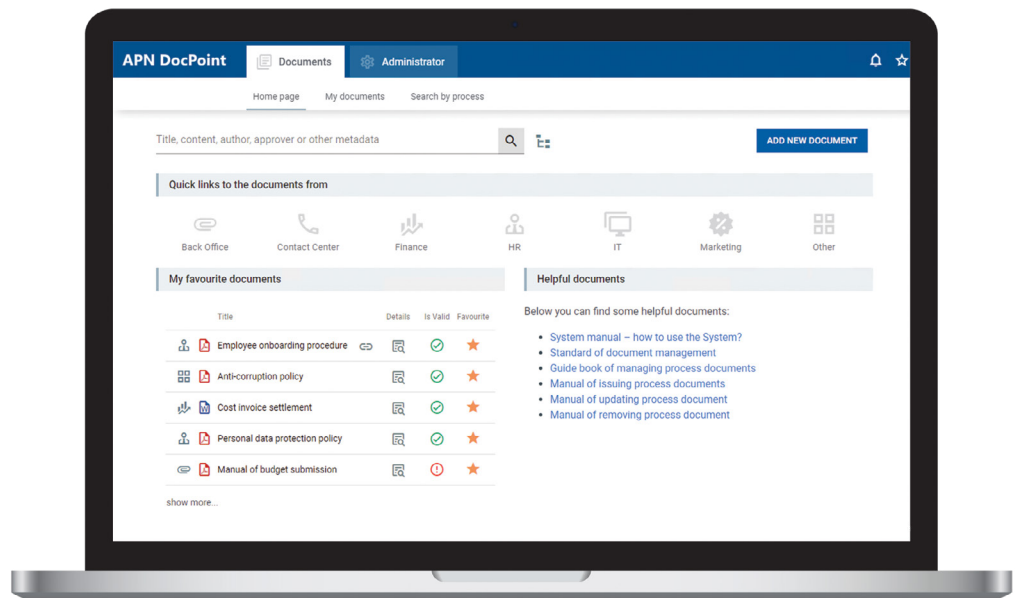 APN DocPoint
Documents
Administrator
Home page
My documents
Search by process
Title, content, author, approver or other metadata
ADD NEW DOCUMENT
Quick links to the documents from
Back Office
Contact Center
Finance
HR
IT
Marketing
Other
My favourite documents
Title
Details
Is Valid
Favourite
Employee onboarding procedure
Anti-corruption policy
Cost invoice settlement
Personal data protection policy
Manual of budget submission
show more...
Helpful documents
Below you can find some helpful documents:
System manual – how to use the System?
Standard of document management
Guide book of managing process documents
Manual of issuing process documents
Manual of updating process document
Manual of removing process document